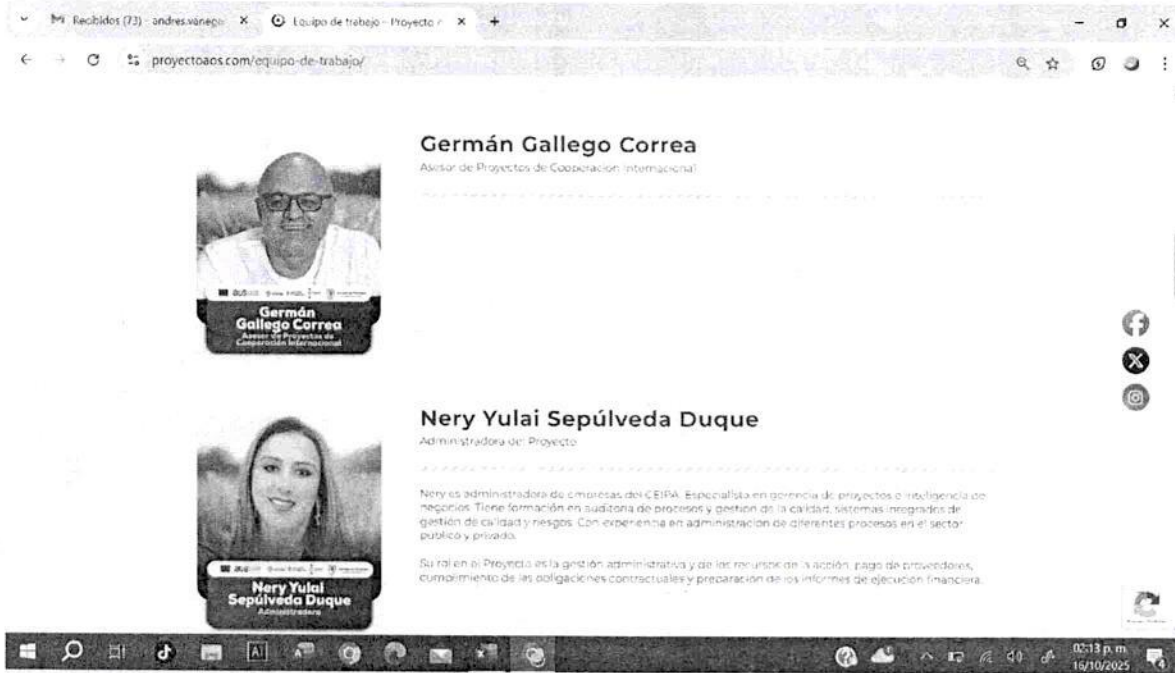 Recibidos (73) - andres.vanega
Equipo de trabajo - Proyecto
proyectoaos.com/equipo-de-trabajo/
Germán Gallego Correa
Asesor de Proyectos de Cooperación Internacional
Germán
Gallego Correa
Asesor de Proyectos de
Cooperación Internacional
Nery Yulai Sepúlveda Duque
Administradora del Proyecto
Nery es administradora de empresas del CEIPA. Especialista en gerencia de proyectos e inteligencia de
negocios. Tiene formación en auditoría de procesos y gestión de la calidad, sistemas integrados de
gestión de calidad y riesgos. Con experiencia en administración de diferentes procesos en el sector
público y privado.
Su rol en el Proyecto es la gestión administrativa y de los recursos de la acción, pago de proveedores,
cumplimiento de las obligaciones contractuales y preparación de los informes de ejecución financiera.
Nery Yulai
Sepúlveda Duque
Administradora
02:13 p. m.
16/10/2025
4